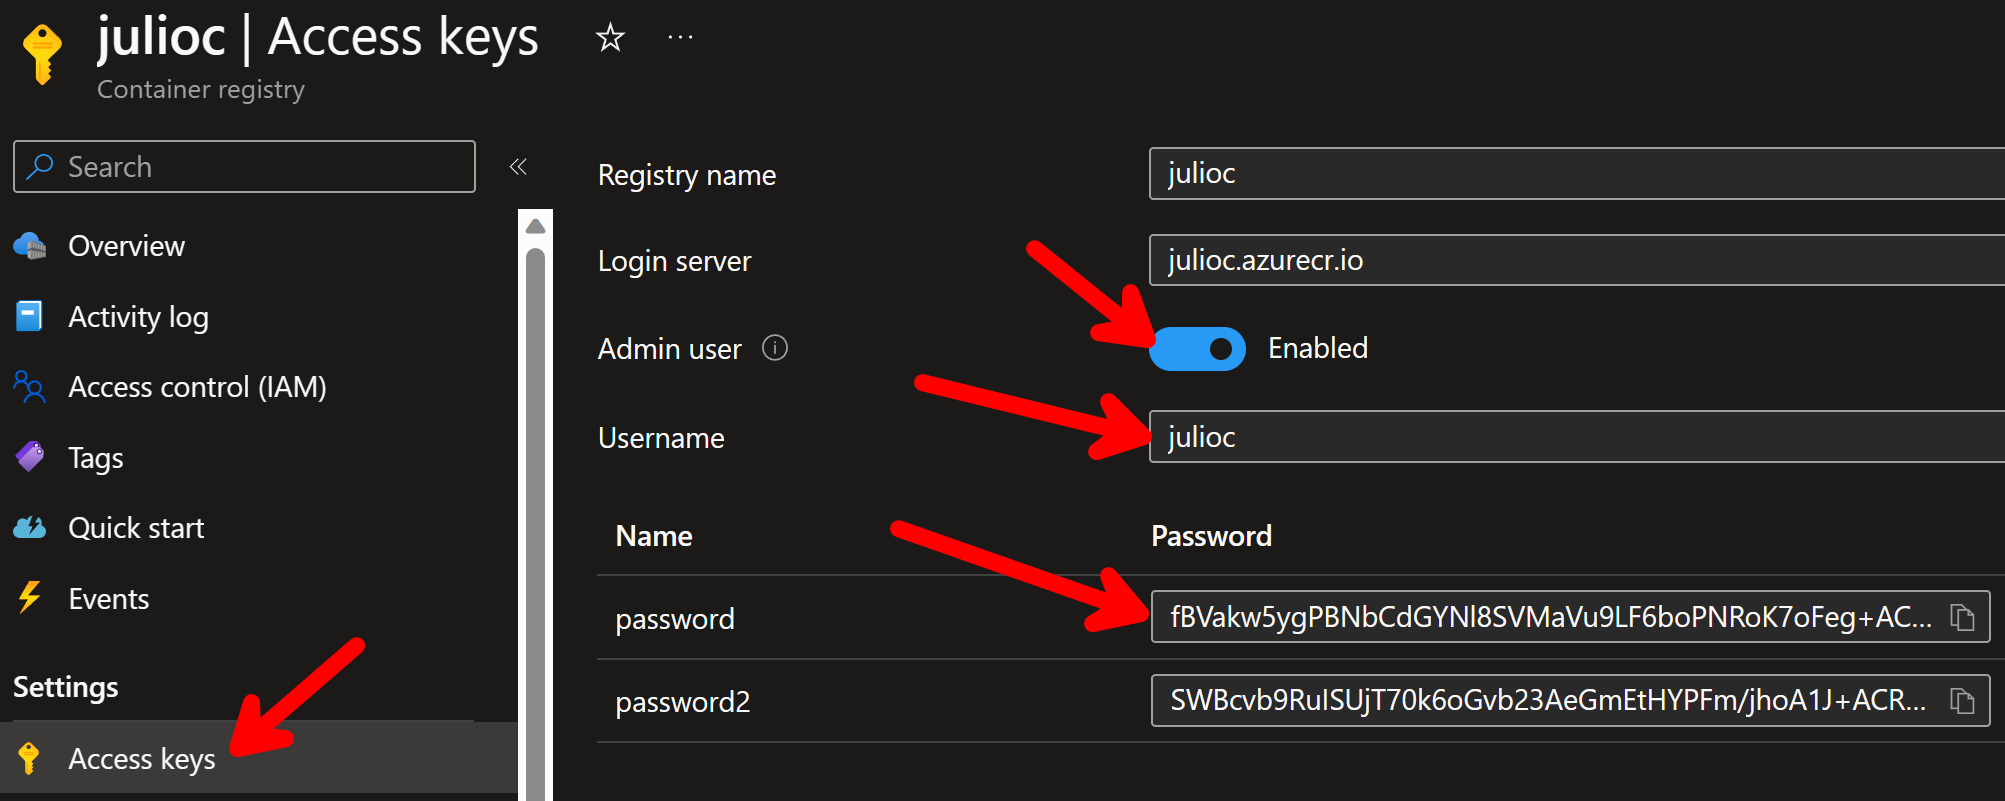 julioc | Access keys
Container registry
Search
Overview
Activity log
Access control (IAM)
Tags
Quick start
Events
Settings
Access keys
Registry name
julioc
Login server
julioc.azurecr.io
Admin user
Enabled
Username
julioc
Name Password
password fBVakw5ygPBNbCdGYNl8SVMaVu9LF6boPNRoK7oFeg+AC...
password2 SWBcvb9RuISUjT70k6oGvb23AeGmEtHYPFm/jhoA1J+ACR...